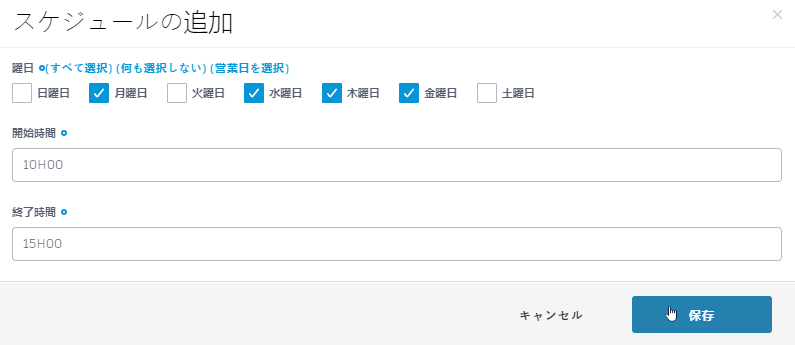 スケジュールの追加
曜日 (すべて選択) (何も選択しない) (営業日を選択)
日曜日 月曜日 火曜日 水曜日 木曜日 金曜日 土曜日
開始時間
10H00
終了時間
15H00
キャンセル 保存